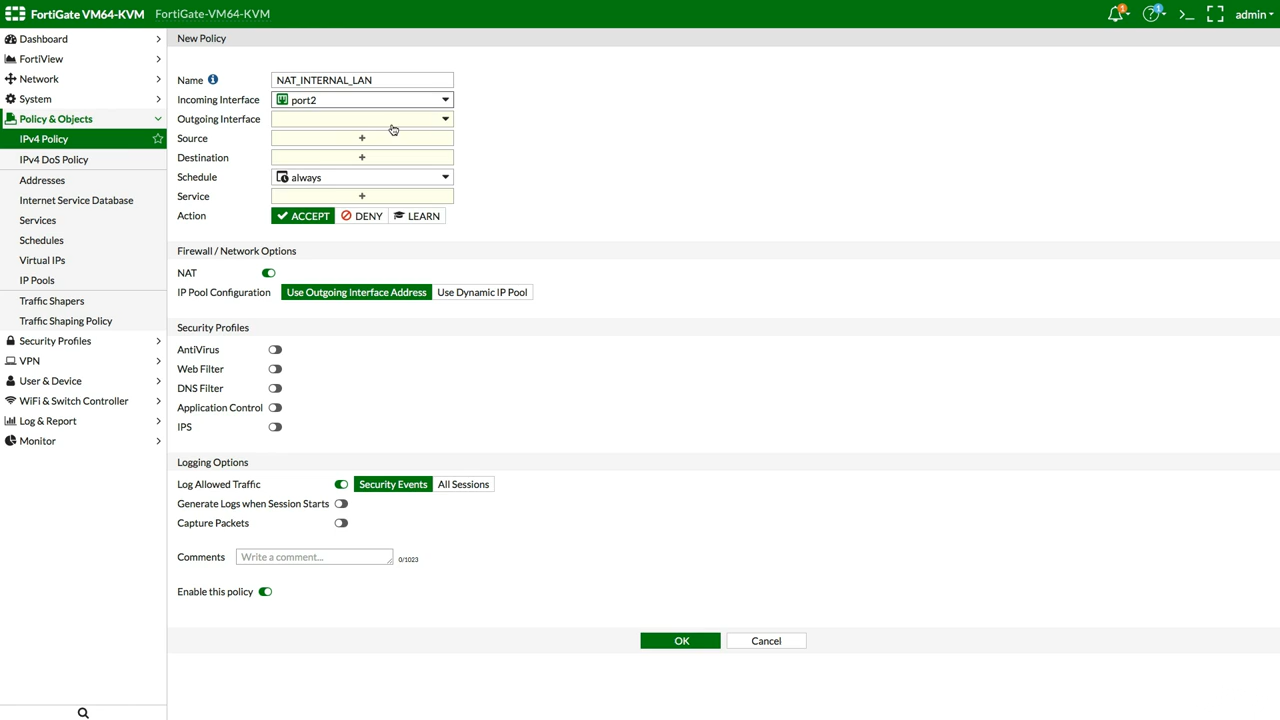 FortiGate VM64-KVM FortiGate-VM64-KVM 1 1 admin
Dashboard
FortiView
Network
System
Policy & Objects
IPv4 Policy
IPv4 DoS Policy
Addresses
Internet Service Database
Services
Schedules
Virtual IPs
IP Pools
Traffic Shapers
Traffic Shaping Policy
Security Profiles
VPN
User & Device
WiFi & Switch Controller
Log & Report
Monitor
New Policy
Name NAT_INTERNAL_LAN
Incoming Interface port2
Outgoing Interface
Source +
Destination +
Schedule always
Service +
Action ACCEPT DENY LEARN
Firewall / Network Options
NAT
IP Pool Configuration Use Outgoing Interface Address Use Dynamic IP Pool
Security Profiles
AntiVirus
Web Filter
DNS Filter
Application Control
IPS
Logging Options
Log Allowed Traffic Security Events All Sessions
Generate Logs when Session Starts
Capture Packets
Comments Write a comment... 0/1023
Enable this policy
OK Cancel